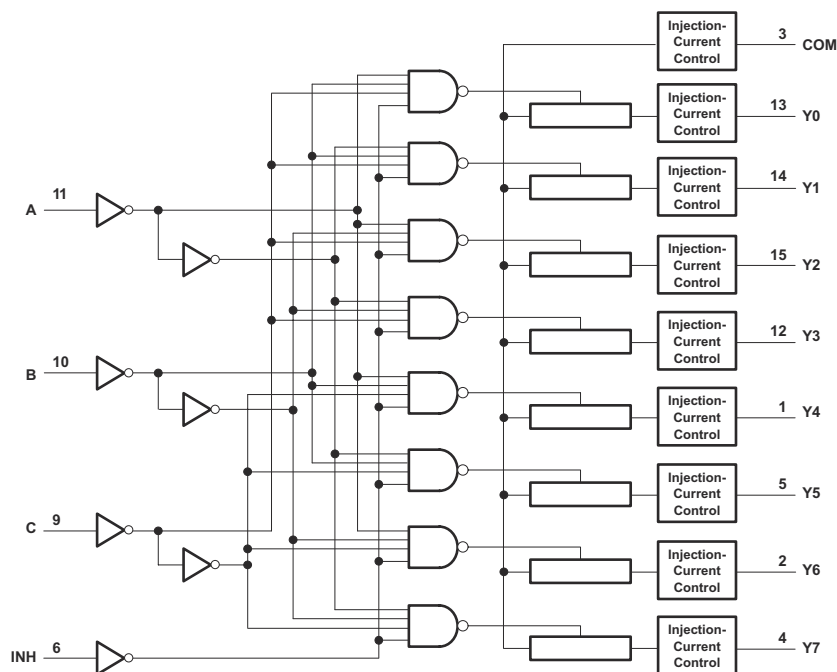 Injection-
Current
Control
3
COM
Injection-
Current
Control
13
Y0
Injection-
Current
Control
14
Y1
A
11
Injection-
Current
Control
15
Y2
Injection-
Current
Control
12
Y3
B
10
Injection-
Current
Control
1
Y4
Injection-
Current
Control
5
Y5
C
9
Injection-
Current
Control
2
Y6
INH
6
Injection-
Current
Control
4
Y7